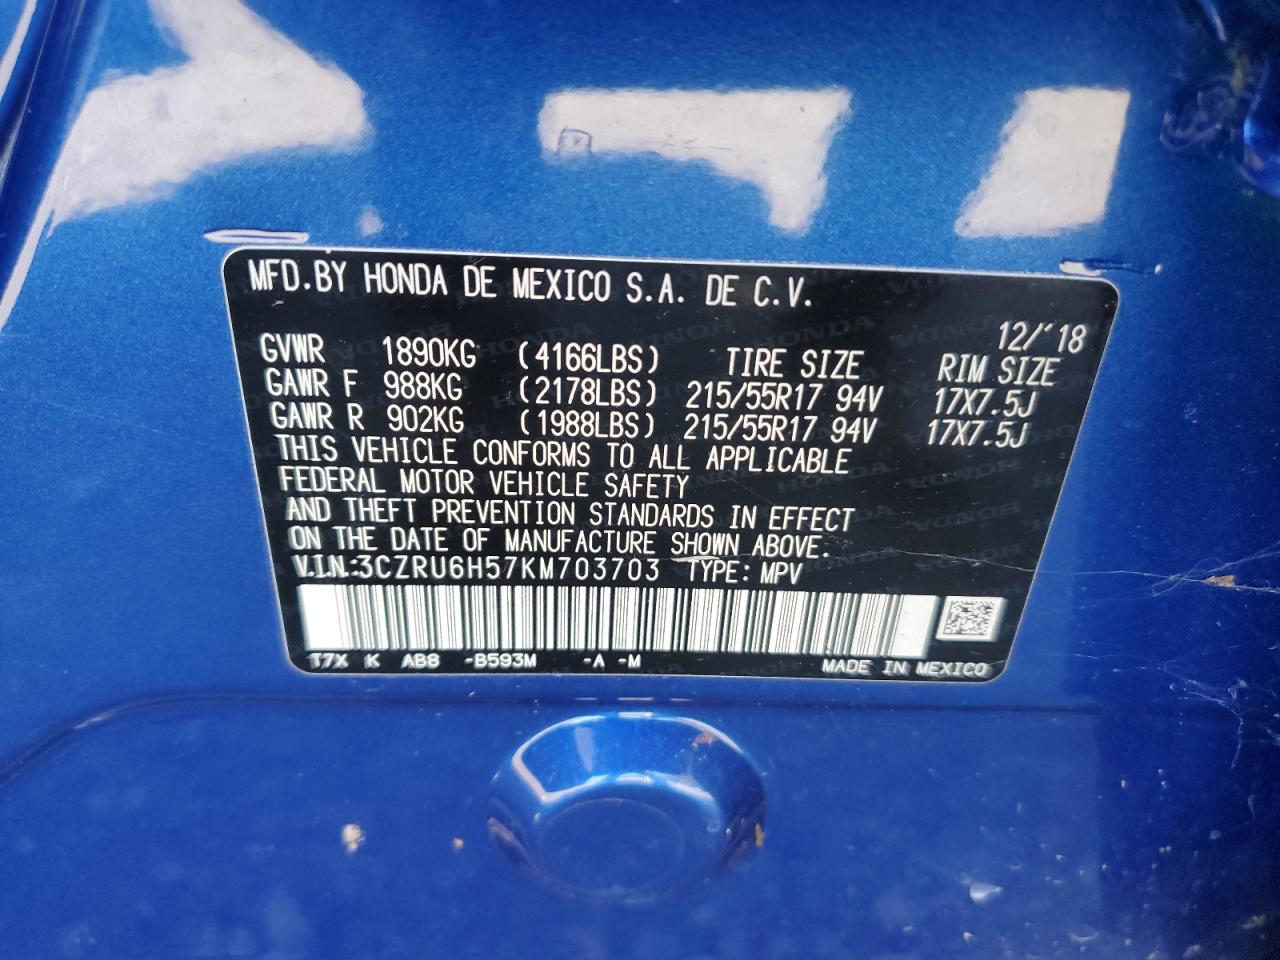 MFD.BY HONDA DE MEXICO S.A. DE C.V.
12/'18
GVWR 1890KG (4166LBS) TIRE SIZE RIM SIZE
GAWR F 988KG (2178LBS) 215/55R17 94V 17X7.5J
GAWR R 902KG (1988LBS) 215/55R17 94V 17X7.5J
THIS VEHICLE CONFORMS TO ALL APPLICABLE
FEDERAL MOTOR VEHICLE SAFETY
AND THEFT PREVENTION STANDARDS IN EFFECT
ON THE DATE OF MANUFACTURE SHOWN ABOVE.
V.I.N.:3CZRU6H57KM703703 TYPE: MPV
T7X K AB8 -B593M -A -M MADE IN MEXICO